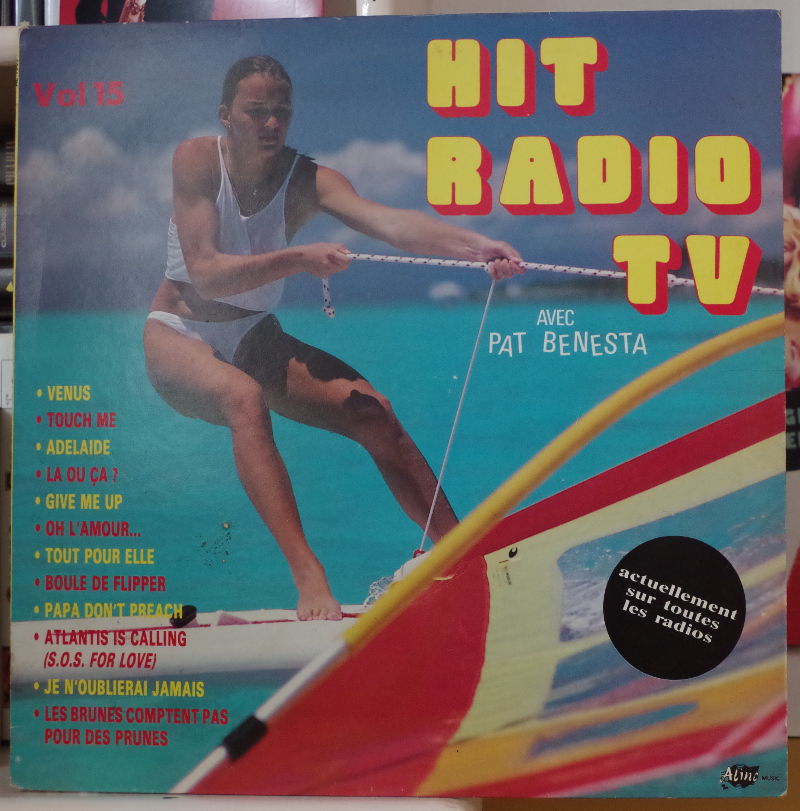 Vol 15
HIT
RADIO
TV
AVEC
PAT BENESTA
• VENUS
• TOUCH ME
• ADELAIDE
• LA OU ÇA ?
• GIVE ME UP
• OH L'AMOUR...
• TOUT POUR ELLE
• BOULE DE FLIPPER
• PAPA DON'T PREACH
• ATLANTIS IS CALLING
(S.O.S. FOR LOVE)
• JE N'OUBLIERAI JAMAIS
• LES BRUNES COMPTENT PAS
POUR DES PRUNES
actuellement
sur toutes
les radios
MUSIC